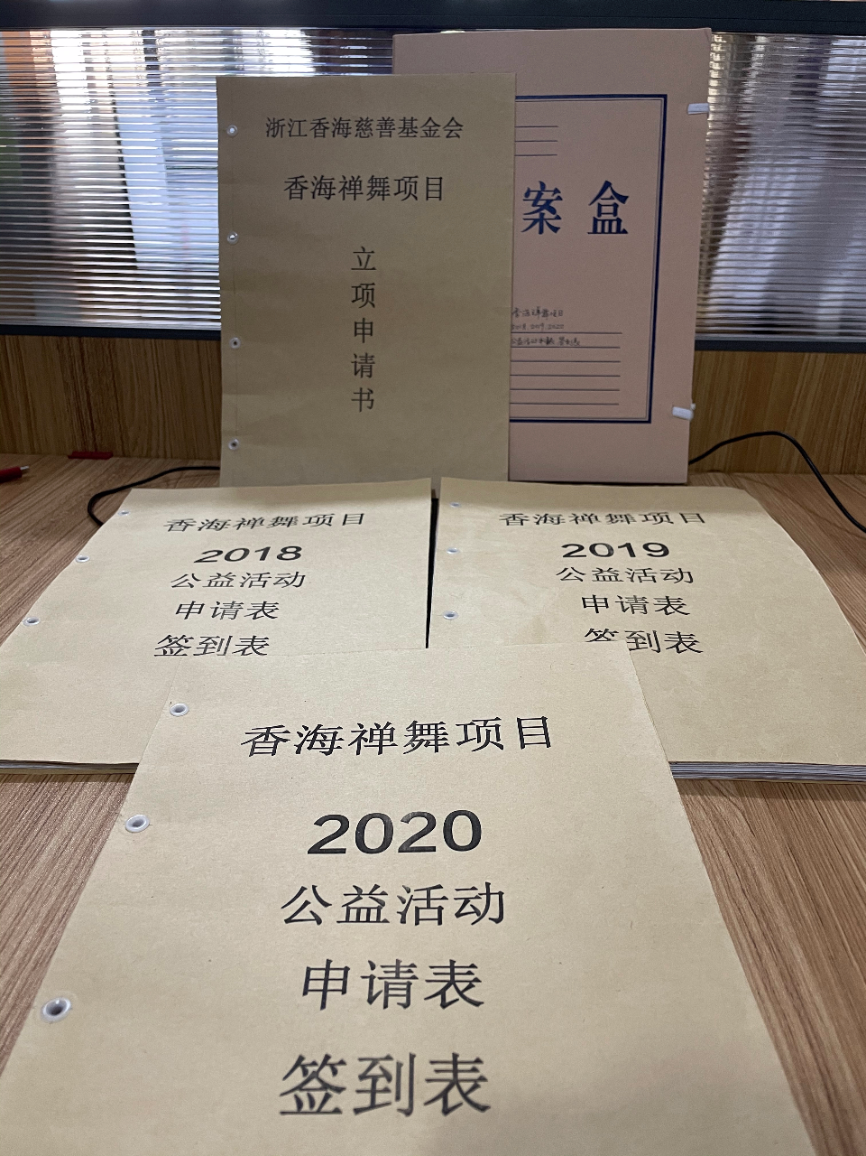 浙江香海慈善基金会
香海禅舞项目
立项申请书
案盒
香海禅舞项目
2018
公益活动
申请表
签到表
香海禅舞项目
2019
公益活动
申请表
签到表
香海禅舞项目
2020
公益活动
申请表
签到表